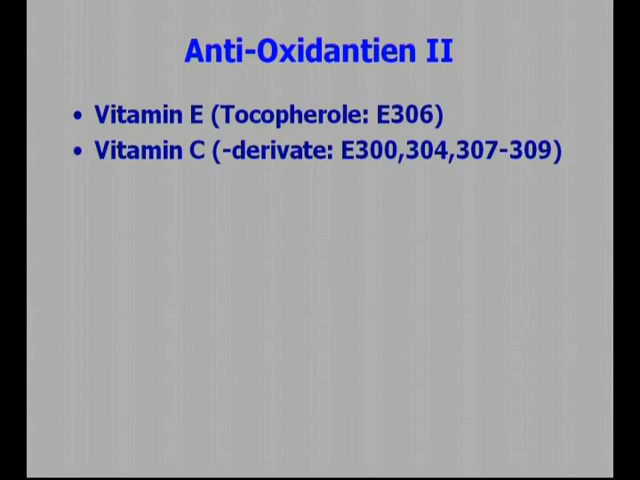 Anti-Oxidantien II
• Vitamin E (Tocopherole: E306)
• Vitamin C (-derivate: E300,304,307-309)